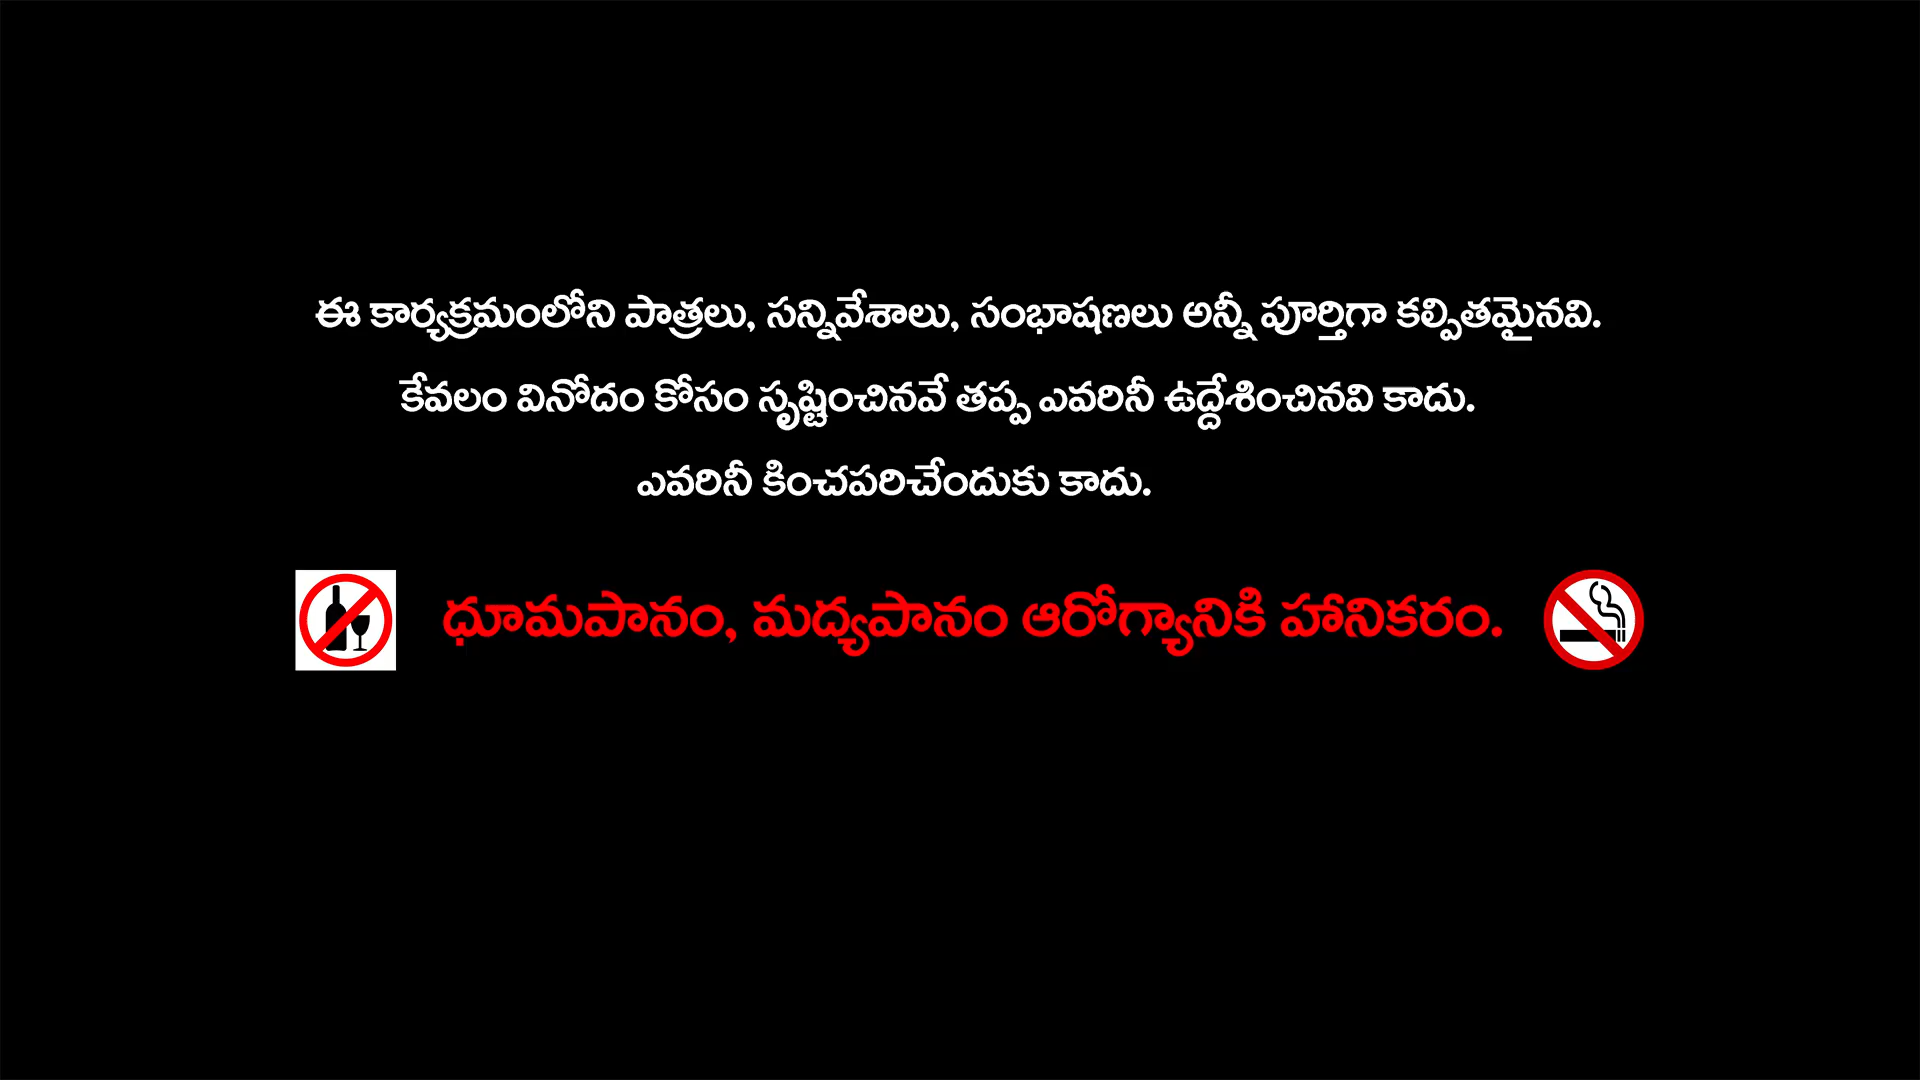 ఈ కార్యక్రమంలోని పాత్రలు, సన్నివేశాలు, సంభాషణలు అన్నీ పూర్తిగా కల్పితమైనవి.
కేవలం వినోదం కోసం సృష్టించినవే తప్ప ఎవరినీ ఉద్దేశించినవి కాదు.
ఎవరినీ కించపరిచేందుకు కాదు.
ధూమపానం, మద్యపానం ఆరోగ్యానికి హానికరం.